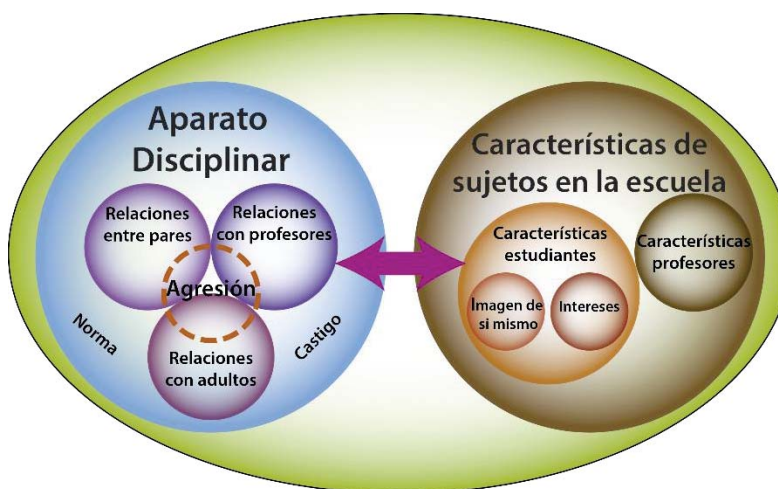 Aparato
Disciplinar
Relaciones
entre pares
Relaciones
con profesores
Agresión
Norma
Castigo
Relaciones
con adultos
Características de
sujetos en la escuela
Características
estudiantes
Imagen de
si mismo
Intereses
Características
profesores